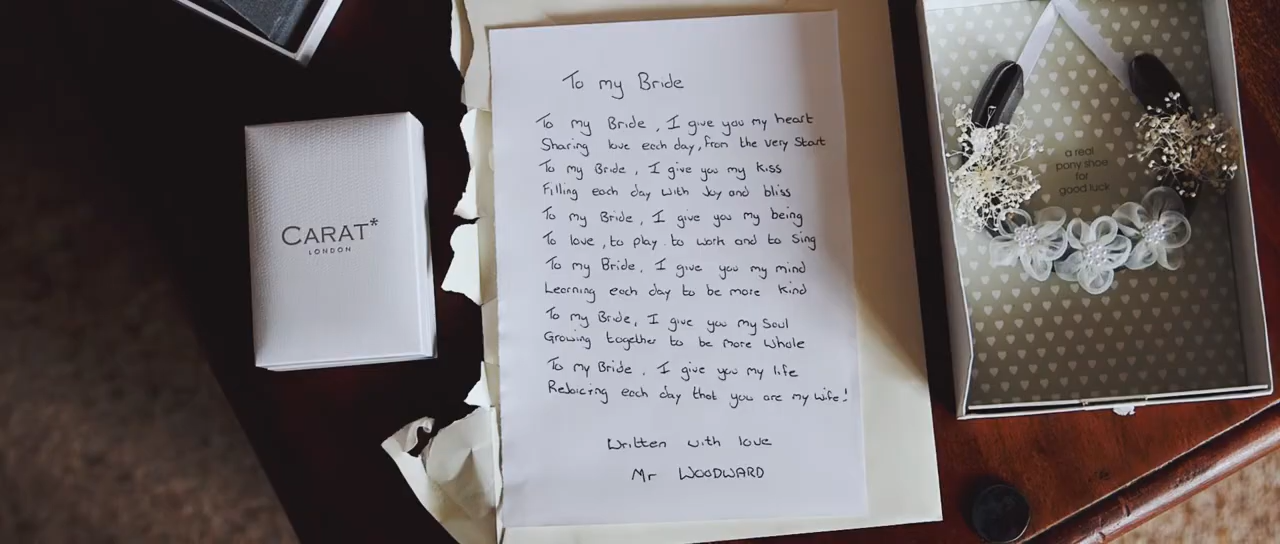 CARAT*
LONDON
To my Bride
To my Bride, I give you my heart
Sharing love each day, from the very Start
To my Bride, I give you my kiss
Filling each day with Joy and bliss
To my Bride, I give you my being
To love, to play. to work and to Sing
To my Bride, I give you my mind
Learning each day to be more kind
To my Bride, I give you my Soul
Growing together to be more whole
To my Bride, I give you my life
Rejoicing each day that you are my wife!
Written with love
Mr WOODWARD
a real
pony shoe
for
good luck